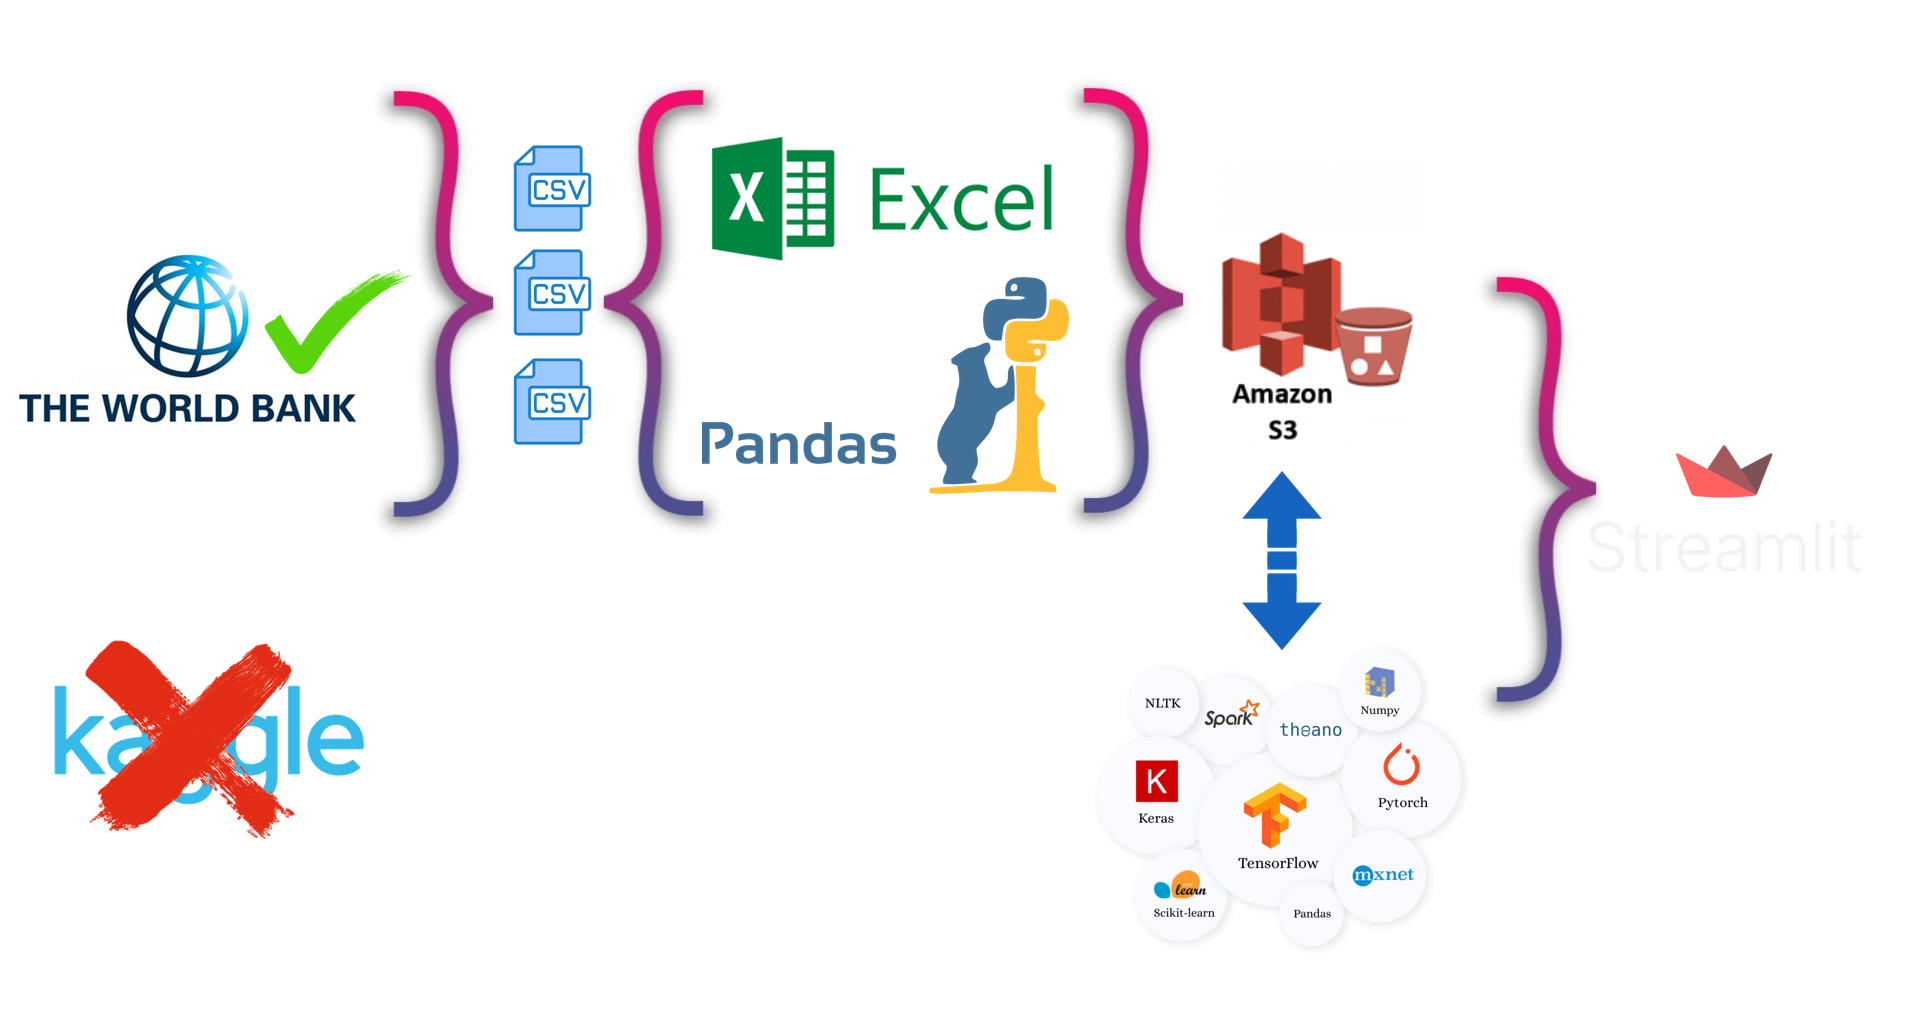 THE WORLD BANK
kaggle
CSV
CSV
CSV
X
Excel
Pandas
Amazon
S3
NLTK
Spark
theano
Numpy
K
Keras
TensorFlow
Pytorch
learn
Scikit-learn
Pandas
mxnet
Streamlit